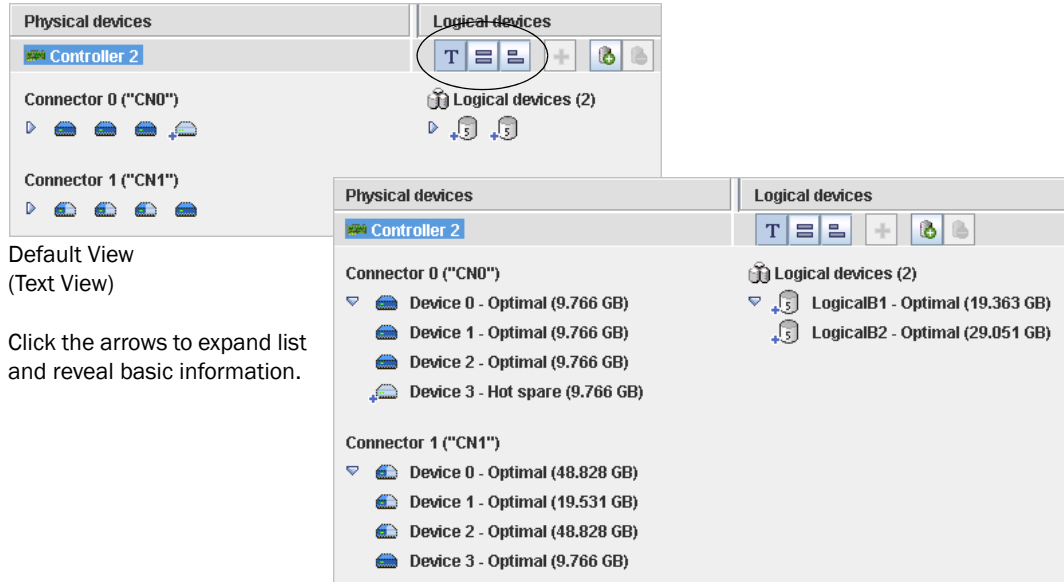 Physical devices
Logical devices
Controller 2
T
Connector 0 ("CN0")
Logical devices (2)
5 5
Connector 1 ("CN1")
Default View
(Text View)
Click the arrows to expand list
and reveal basic information.
Physical devices
Logical devices
Controller 2
T
Connector 0 ("CN0")
Logical devices (2)
Device 0 - Optimal (9.766 GB)
5 LogicalB1 - Optimal (19.363 GB)
Device 1 - Optimal (9.766 GB)
5 LogicalB2 - Optimal (29.051 GB)
Device 2 - Optimal (9.766 GB)
Device 3 - Hot spare (9.766 GB)
Connector 1 ("CN1")
Device 0 - Optimal (48.828 GB)
Device 1 - Optimal (19.531 GB)
Device 2 - Optimal (48.828 GB)
Device 3 - Optimal (9.766 GB)